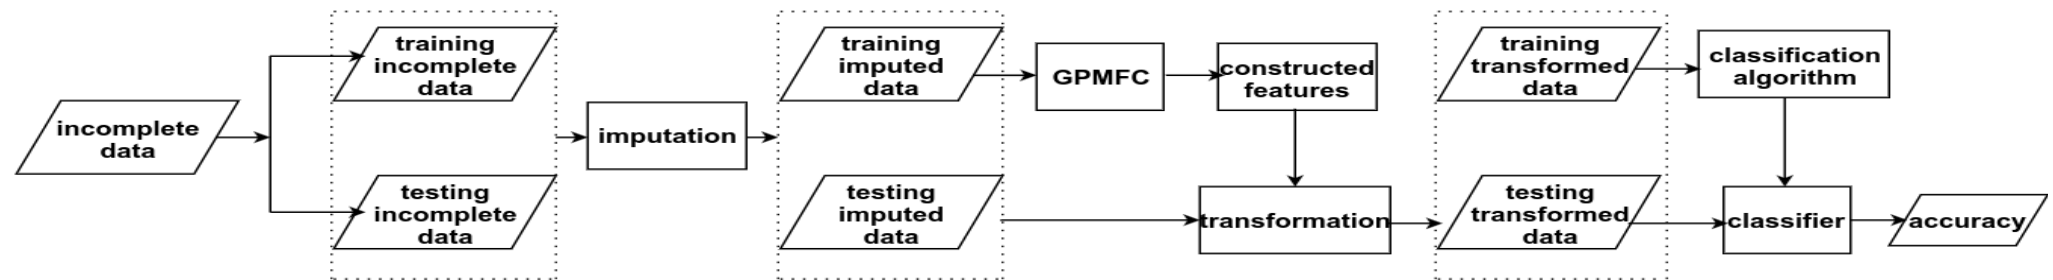 incomplete
data
training
incomplete
data
testing
incomplete
data
imputation
training
imputed
data
testing
imputed
data
GPMFC
constructed
features
transformation
training
transformed
data
testing
transformed
data
classification
algorithm
classifier
accuracy